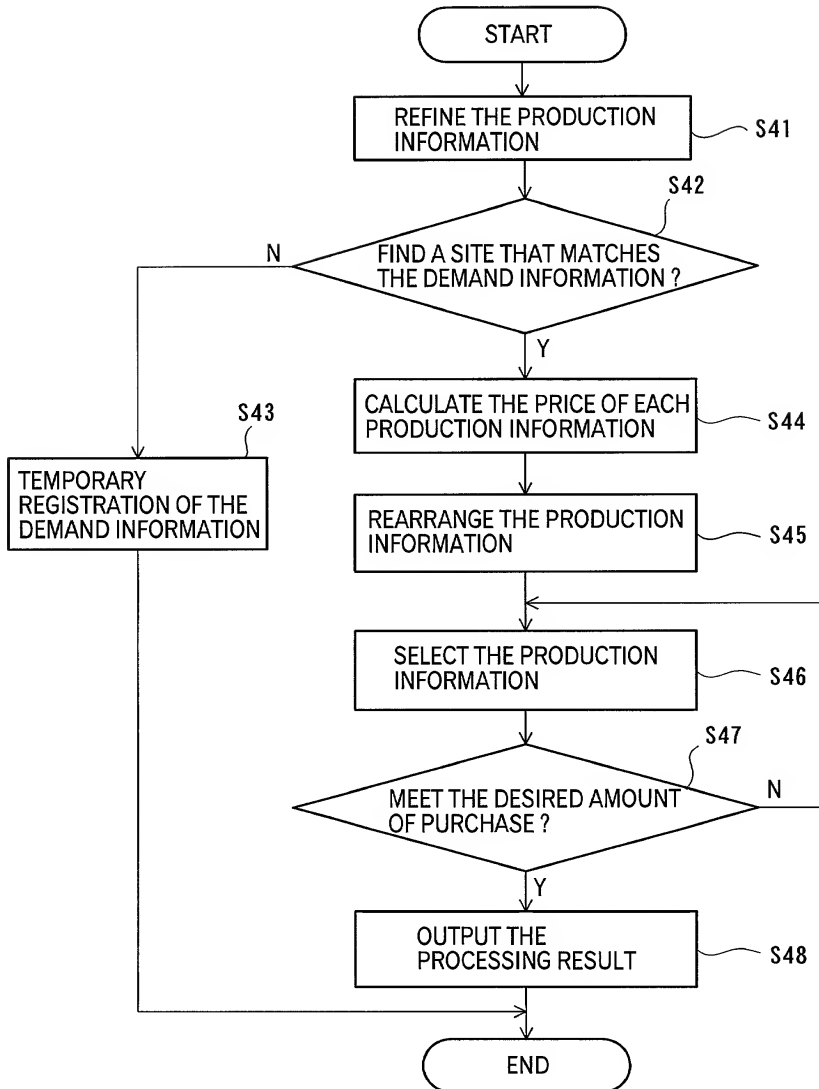 START
REFINE THE PRODUCTION
INFORMATION
S41
S42
N
FIND A SITE THAT MATCHES
THE DEMAND INFORMATION ?
Y
S43
TEMPORARY
REGISTRATION OF THE
DEMAND INFORMATION
CALCULATE THE PRICE OF EACH
PRODUCTION INFORMATION
S44
REARRANGE THE PRODUCTION
INFORMATION
S45
SELECT THE PRODUCTION
INFORMATION
S46
S47
MEET THE DESIRED AMOUNT
OF PURCHASE ?
N
Y
OUTPUT THE
PROCESSING RESULT
S48
END